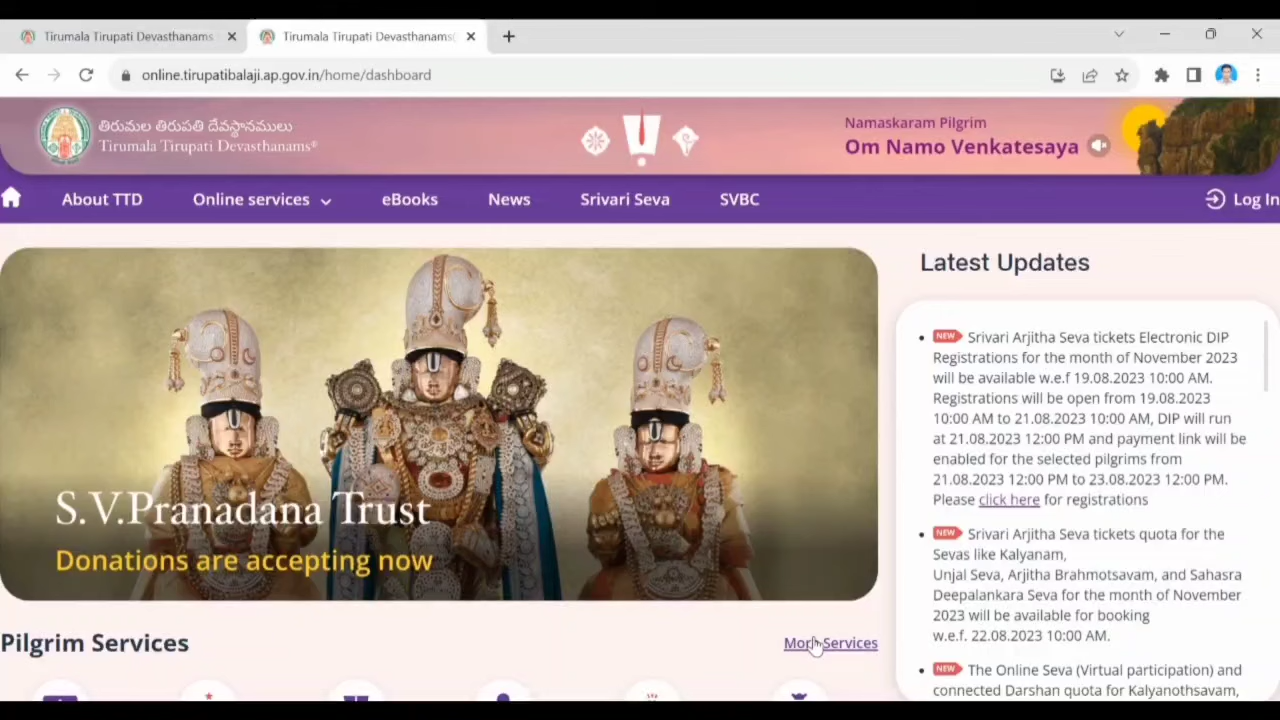 Tirumala Tirupati Devasthanams
Tirumala Tirupati Devasthanams(
online.tirupatibalaji.ap.gov.in/home/dashboard
తిరుమల తిరుపతి దేవస్థానములు
Tirumala Tirupati Devasthanams®
Namaskaram Pilgrim
Om Namo Venkatesaya
About TTD
Online services
eBooks
News
Srivari Seva
SVBC
Log In
S.V.Pranadana Trust
Donations are accepting now
Pilgrim Services
More Services
Latest Updates
NEW Srivari Arjitha Seva tickets Electronic DIP
Registrations for the month of November 2023
will be available w.e.f 19.08.2023 10:00 AM.
Registrations will be open from 19.08.2023
10:00 AM to 21.08.2023 10:00 AM, DIP will run
at 21.08.2023 12:00 PM and payment link will be
enabled for the selected pilgrims from
21.08.2023 12:00 PM to 23.08.2023 12:00 PM.
Please click here for registrations
NEW Srivari Arjitha Seva tickets quota for the
Sevas like Kalyanam,
Unjal Seva, Arjitha Brahmotsavam, and Sahasra
Deepalankara Seva for the month of November
2023 will be available for booking
w.e.f. 22.08.2023 10:00 AM.
NEW The Online Seva (Virtual participation) and
connected Darshan quota for Kalyanothsavam,